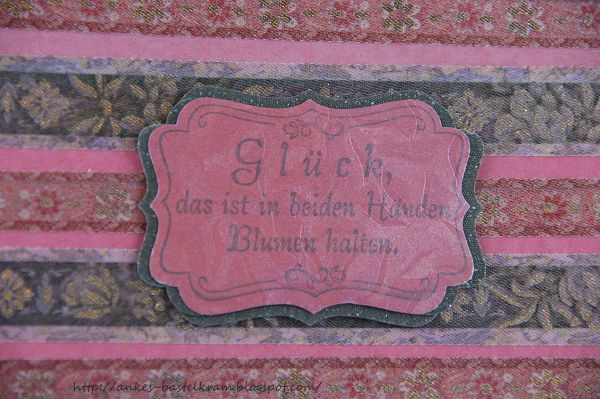 Glück,
das ist in beiden Händen
Blumen halten.
http://ankes-bastelkram.blogspot.com/